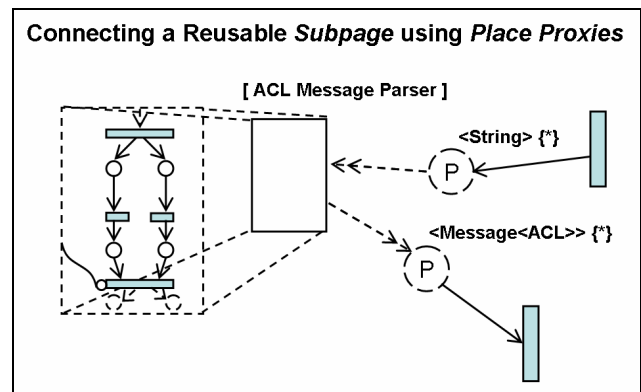 Connecting a Reusable Subpage using Place Proxies
[ ACL Message Parser ]
<String> {*}
P
<Message<ACL>> {*}
P